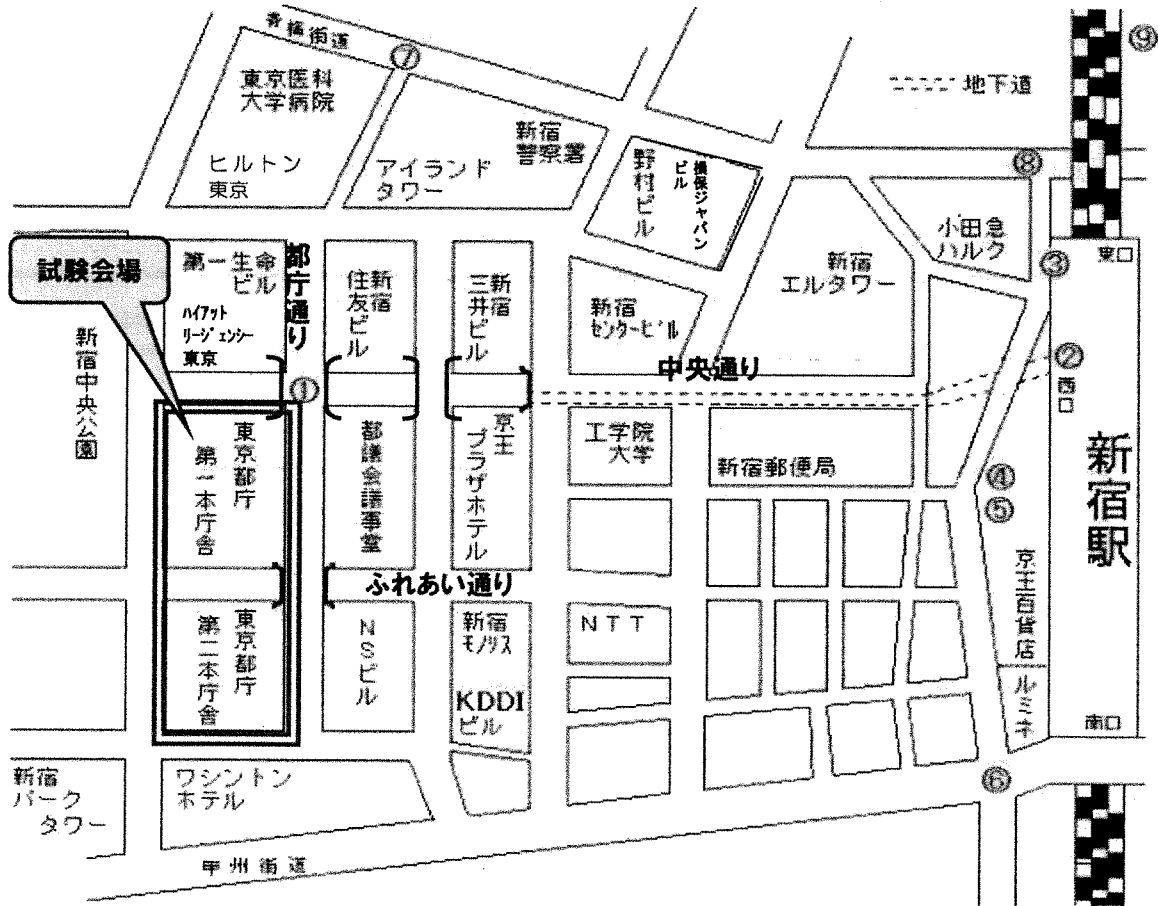 青梅街道
⑦
⑨
地下道
東京医科
大学病院
新宿
警察署
ヒルトン
東京
アイランド
タワー
野村ビル
損保ジャパン
ビル
⑧
小田急
ハルク
新宿
エルタワー
③
東口
試験会場
第一生命
ビル
ハイアット
リージェンシー
東京
都庁通り
新宿
住友ビル
新宿
三井ビル
新宿
センタービル
中央通り
②
西口
新宿中央公園
①
東京都庁
第一本庁舎
都議会議事堂
京王
プラザホテル
工学院
大学
新宿郵便局
④
⑤
新宿駅
京王百貨店
ふれあい通り
東京都庁
第二本庁舎
NSビル
新宿
モノリス
KDDI
ビル
NTT
ルミネ
南口
⑥
新宿
パーク
タワー
ワシントン
ホテル
甲州街道